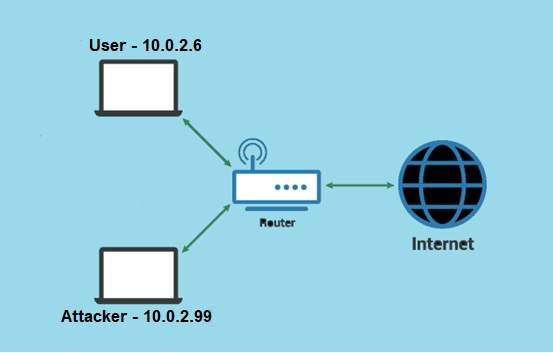 User - 10.0.2.6
Router
Internet
Attacker - 10.0.2.99